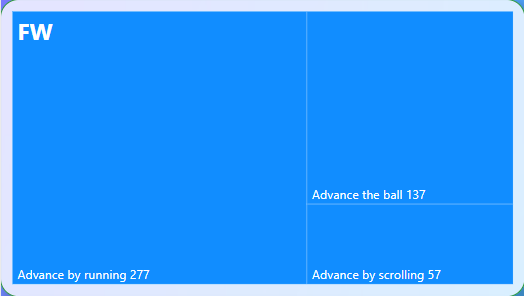 FW
Advance the ball 137
Advance by running 277
Advance by scrolling 57